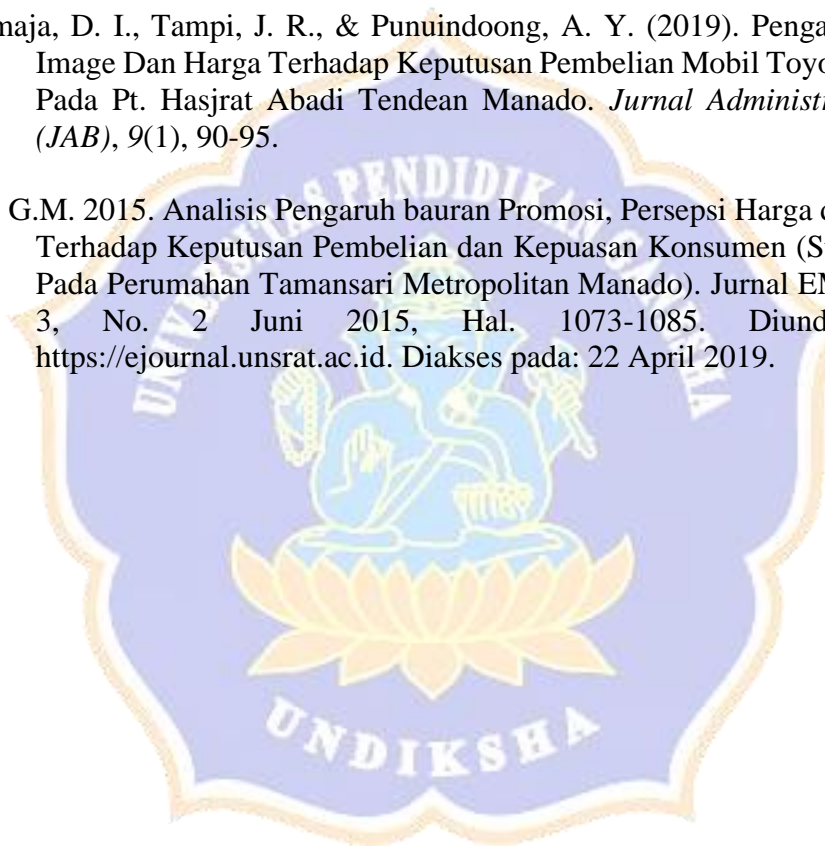 maja, D. I., Tampi, J. R., & Punuindoong, A. Y. (2019). Penga
Image Dan Harga Terhadap Keputusan Pembelian Mobil Toyo
Pada Pt. Hasjrat Abadi Tendean Manado. Jurnal Administ
(JAB), 9(1), 90-95.
G.M. 2015. Analisis Pengaruh bauran Promosi, Persepsi Harga
Terhadap Keputusan Pembelian dan Kepuasan Konsumen (S
Pada Perumahan Tamansari Metropolitan Manado). Jurnal EM
3, No. 2 Juni 2015, Hal. 1073-1085. Diund
https://ejournal.unsrat.ac.id. Diakses pada: 22 April 2019.
UNIVERSITAS PENDIDIKAN GANESHA
UNDIKSHA